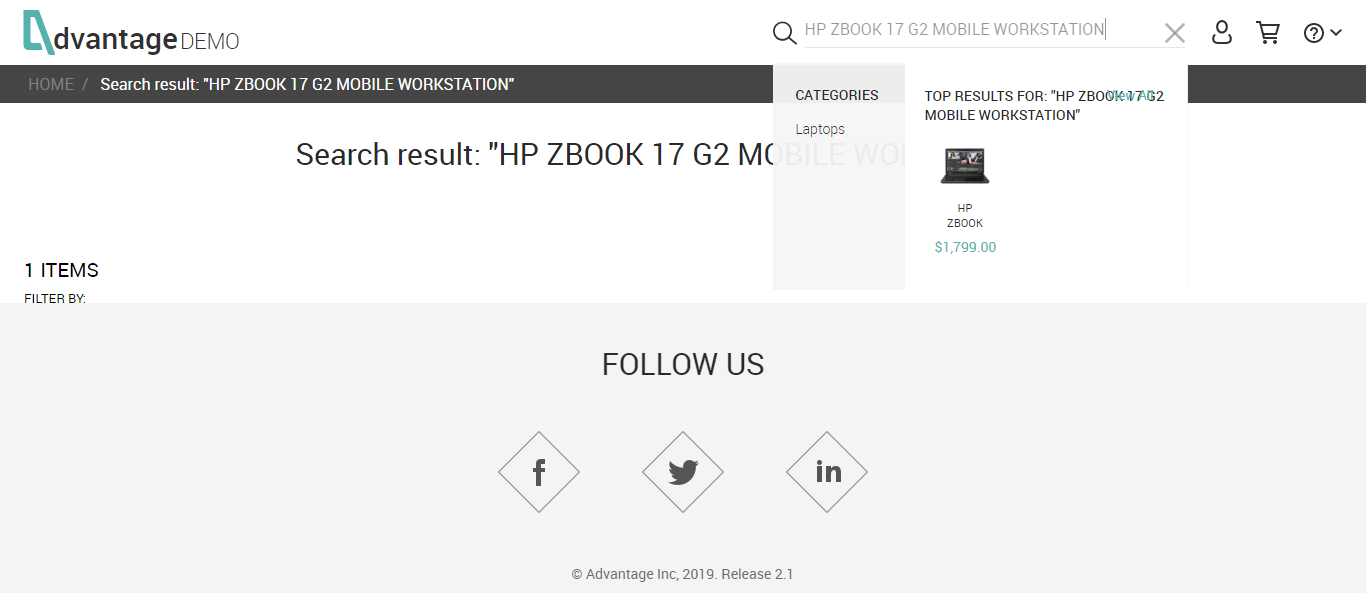 dvantage DEMO
HP ZBOOK 17 G2 MOBILE WORKSTATION
HOME / Search result: "HP ZBOOK 17 G2 MOBILE WORKSTATION"
CATEGORIES
Laptops
TOP RESULTS FOR: "HP ZBOOK 17 G2
View All
MOBILE WORKSTATION"
HP
ZBOOK
$1,799.00
Search result: "HP ZBOOK 17 G2 MOBILE WO
1 ITEMS
FILTER BY:
FOLLOW US
f
in
© Advantage Inc, 2019. Release 2.1